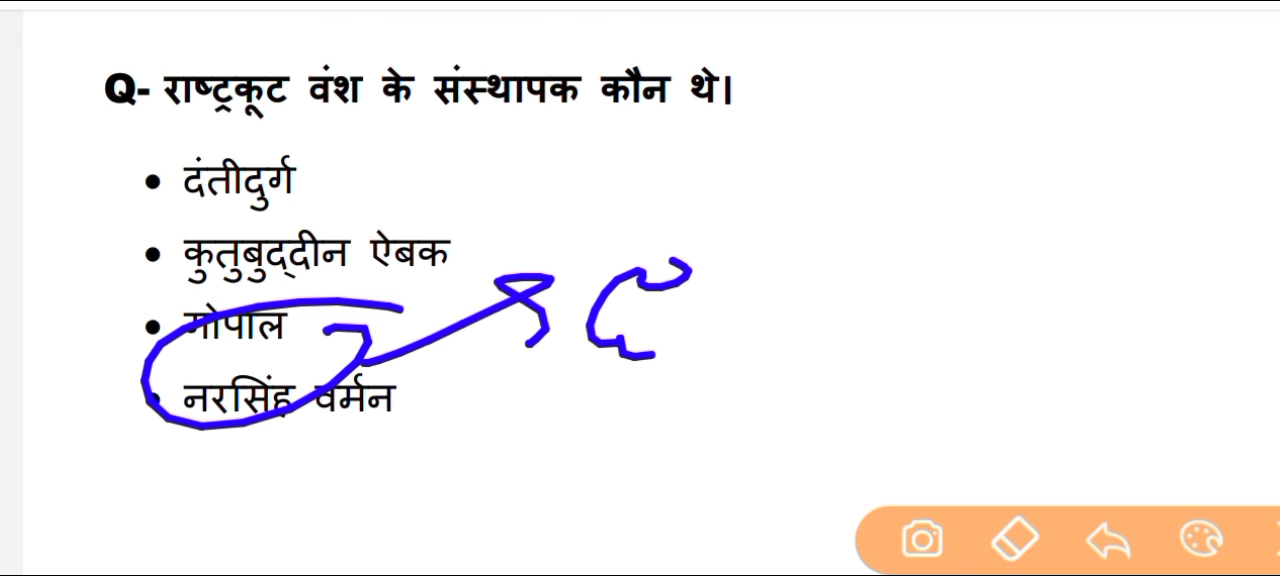 Q- राष्ट्रकूट वंश के संस्थापक कौन थे।
• दंतीदुर्ग
• कुतुबुद्दीन ऐबक
• गोपाल
• नरसिंह वर्मन